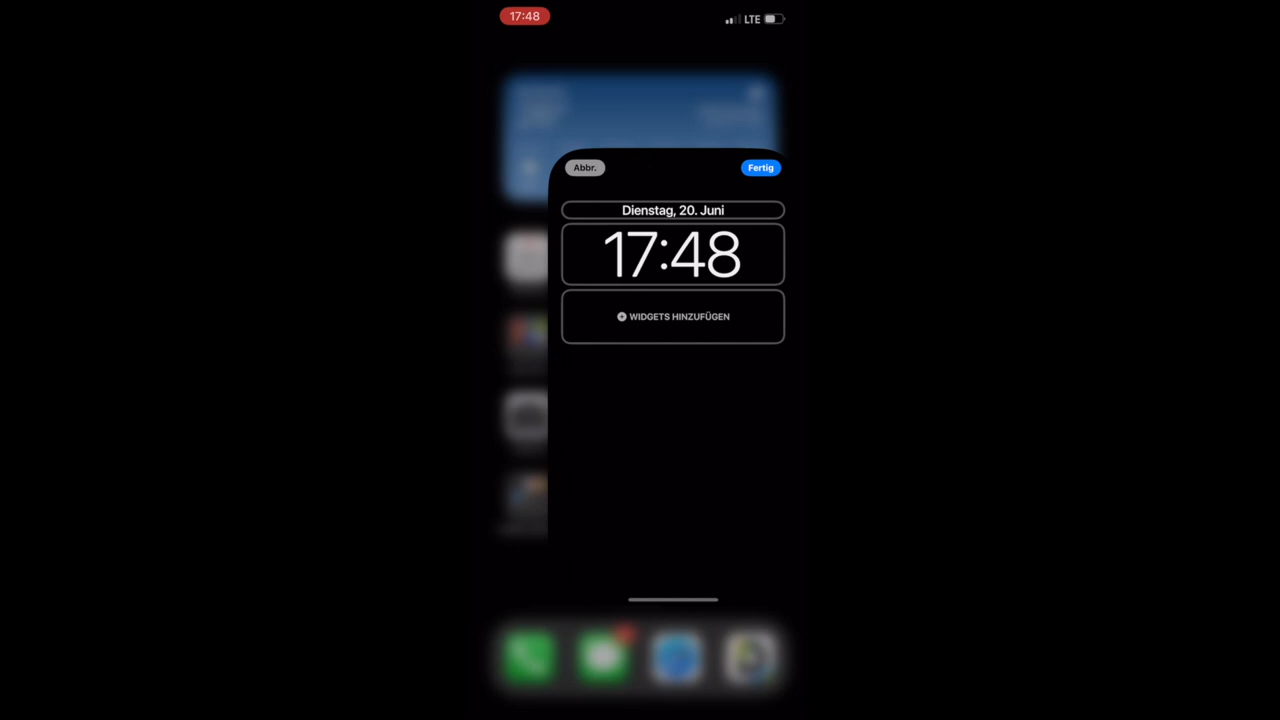 17:48
LTE
Abbr.
Fertig
Dienstag, 20. Juni
17:48
WIDGETS HINZUFÜGEN